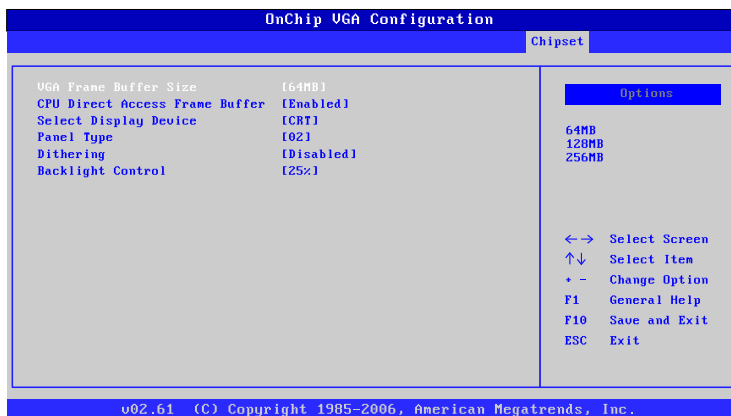 OnChip VGA Configuration
Chipset
VGA Frame Buffer Size [64MB]
CPU Direct Access Frame Buffer [Enabled]
Select Display Device [CRT]
Panel Type [02]
Dithering [Disabled]
Backlight Control [25%]
Options
64MB
128MB
256MB
←→ Select Screen
↑↓ Select Item
+ - Change Option
F1 General Help
F10 Save and Exit
ESC Exit
v02.61 (C) Copyright 1985-2006, American Megatrends, Inc.